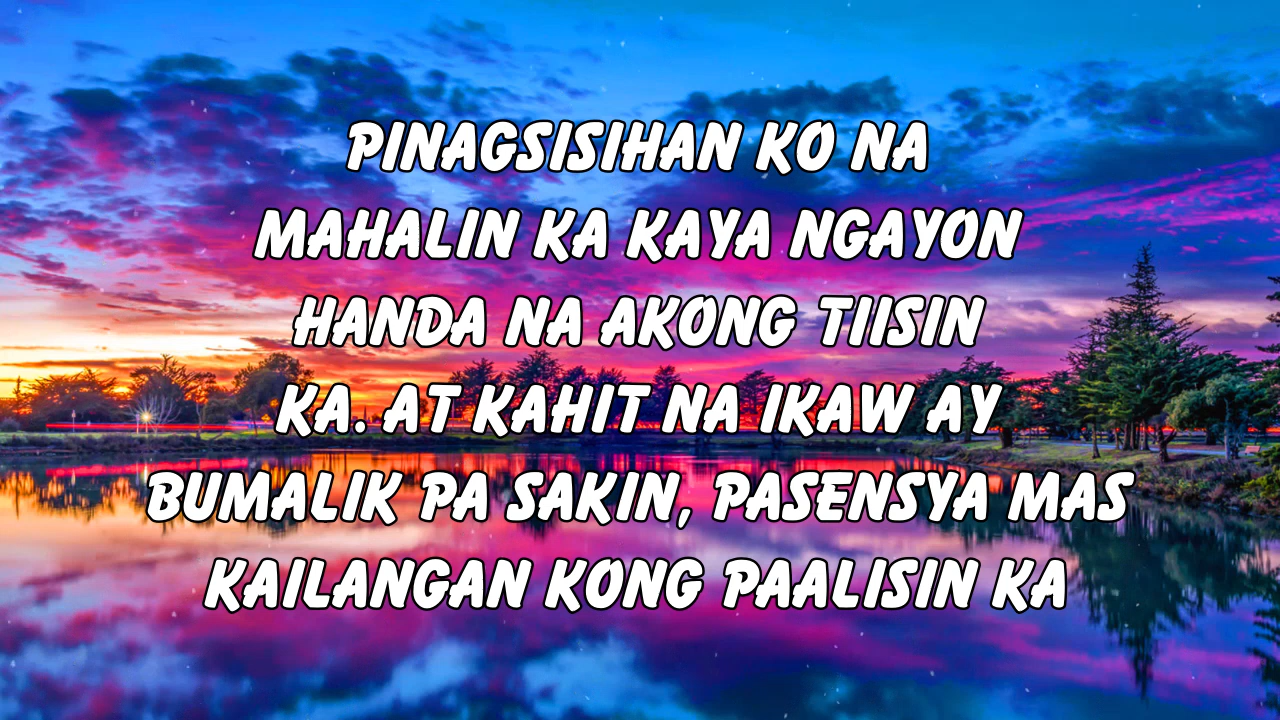 PINAGSISIHAN KO NA
MAHALIN KA KAYA NGAYON
HANDA NA AKONG TIISIN
KA. AT KAHIT NA IKAW AY
BUMALIK PA SAKIN, PASENSYA MAS
KAILANGAN KONG PAALISIN KA